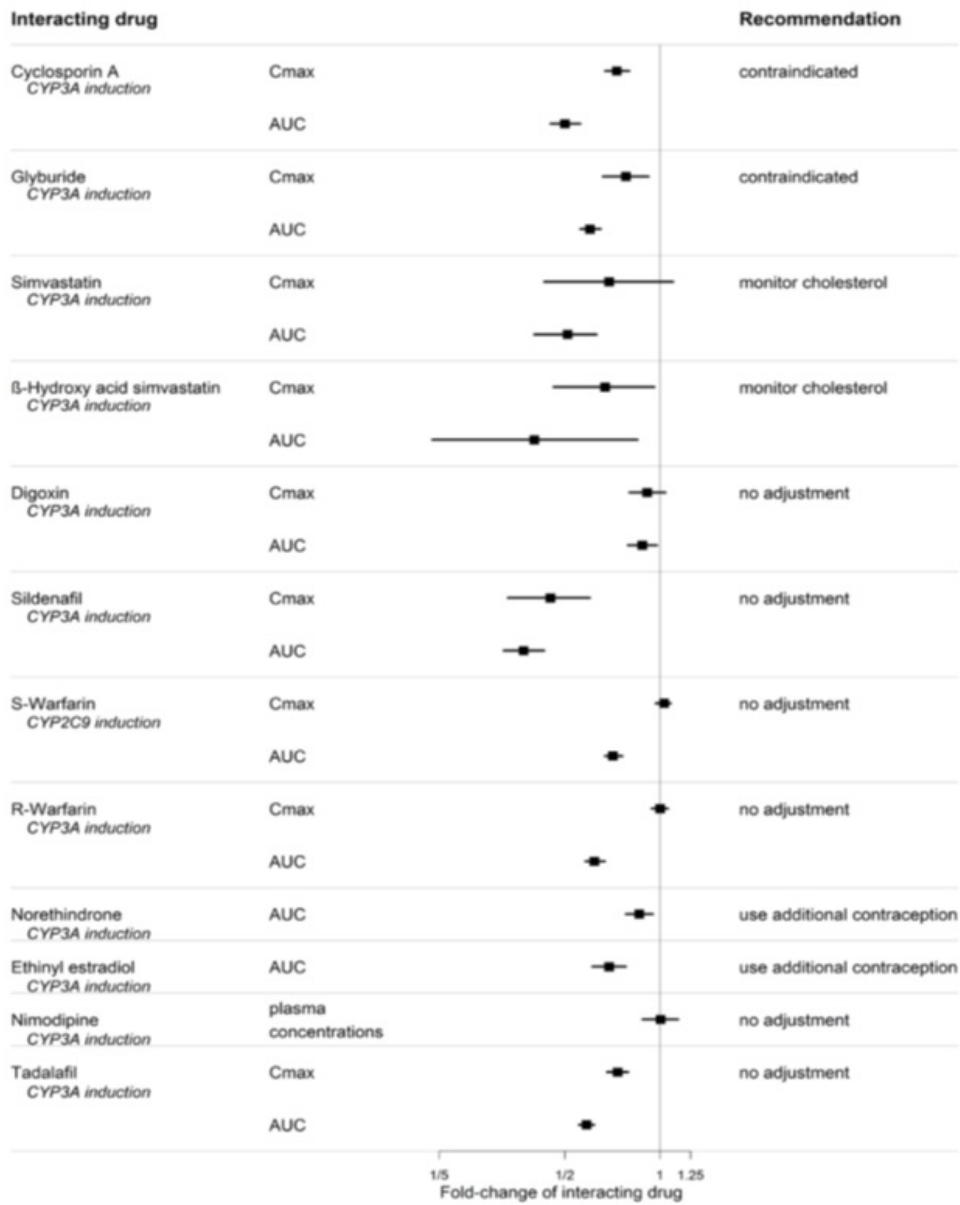 Interacting drug Recommendation
Cyclosporin A Cmax contraindicated
CYP3A induction
AUC
Glyburide Cmax contraindicated
CYP3A induction
AUC
Simvastatin Cmax monitor cholesterol
CYP3A induction
AUC
ß-Hydroxy acid simvastatin Cmax monitor cholesterol
CYP3A induction
AUC
Digoxin Cmax no adjustment
CYP3A induction
AUC
Sildenafil Cmax no adjustment
CYP3A induction
AUC
S-Warfarin Cmax no adjustment
CYP2C9 induction
AUC
R-Warfarin Cmax no adjustment
CYP3A induction
AUC
Norethindrone AUC use additional contraception
CYP3A induction
Ethinyl estradiol AUC use additional contraception
CYP3A induction
Nimodipine plasma concentrations no adjustment
CYP3A induction
Tadalafil Cmax no adjustment
CYP3A induction
AUC
1/5 1/2 1 1.25
Fold-change of interacting drug